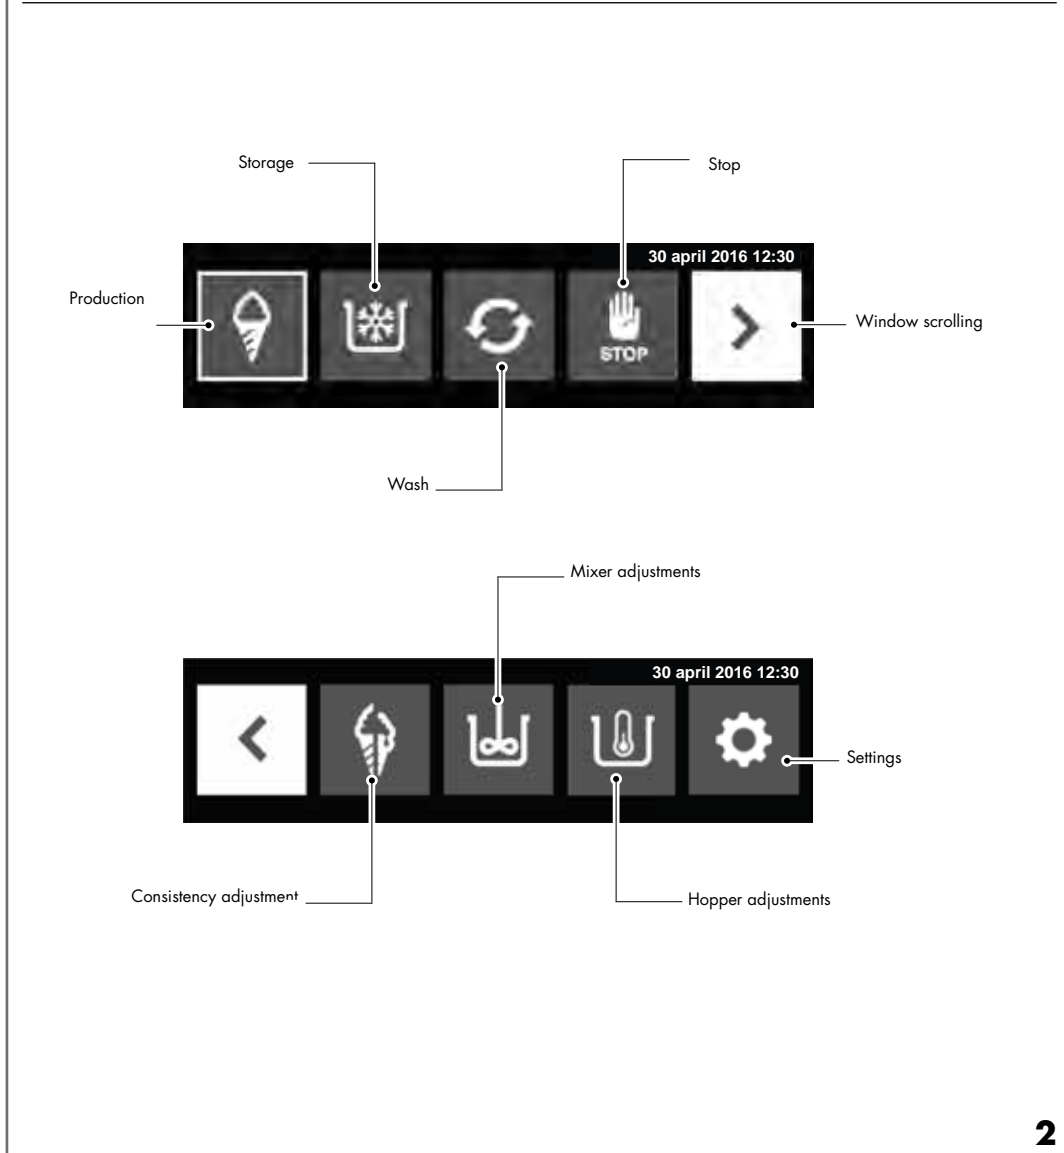 Storage
Stop
30 april 2016 12:30
Production
Window scrolling
STOP
Wash
Mixer adjustments
30 april 2016 12:30
Settings
Consistency adjustment
Hopper adjustments
2